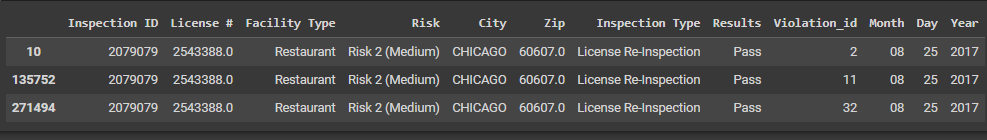 Inspection ID License # Facility Type Risk City Zip Inspection Type Results Violation_id Month Day Year
10 2079079 2543388.0 Restaurant Risk 2 (Medium) CHICAGO 60607.0 License Re-Inspection Pass 2 08 25 2017
135752 2079079 2543388.0 Restaurant Risk 2 (Medium) CHICAGO 60607.0 License Re-Inspection Pass 11 08 25 2017
271494 2079079 2543388.0 Restaurant Risk 2 (Medium) CHICAGO 60607.0 License Re-Inspection Pass 32 08 25 2017